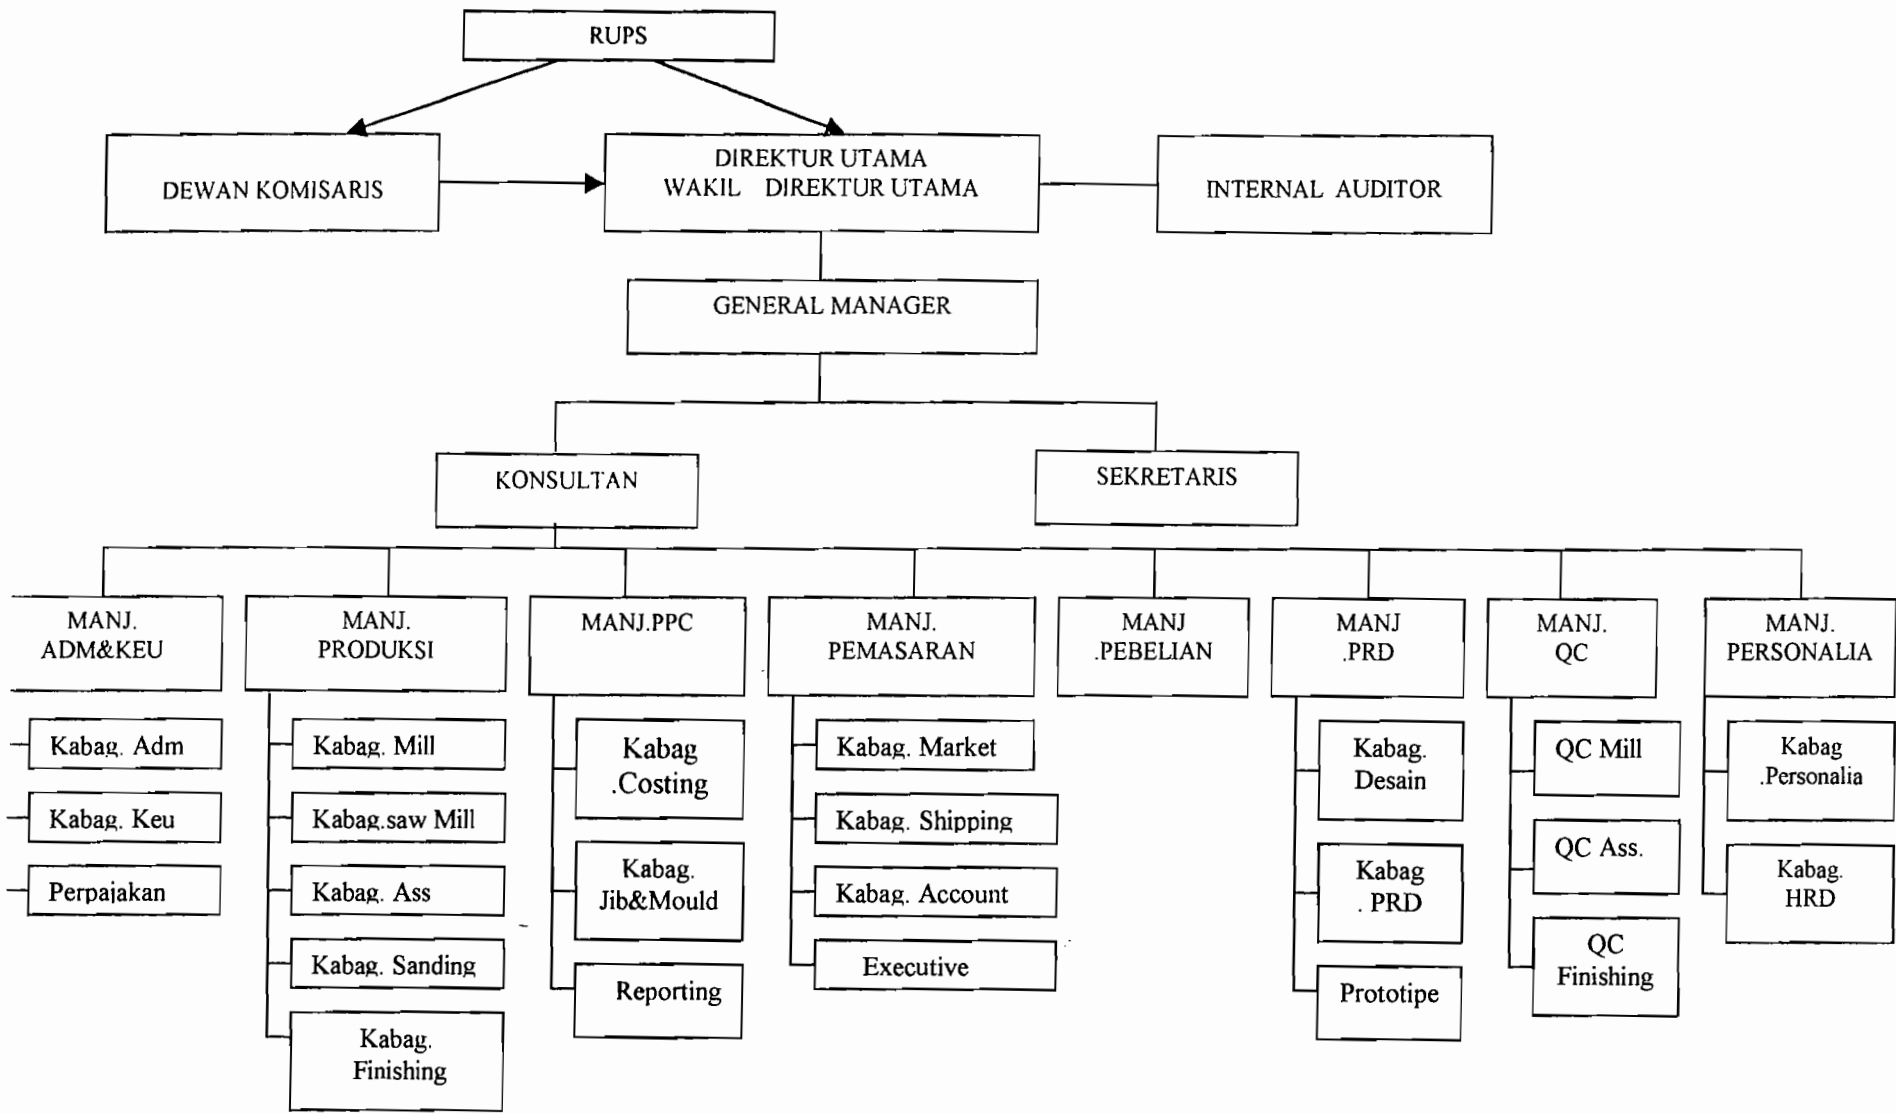 RUPS
DEWAN KOMISARIS
DIREKTUR UTAMA
WAKIL DIREKTUR UTAMA
INTERNAL AUDITOR
GENERAL MANAGER
KONSULTAN
SEKRETARIS
MANJ.
ADM&KEU
MANJ.
PRODUKSI
MANJ.PPC
MANJ.
PEMASARAN
MANJ
.PEBELIAN
MANJ
.PRD
MANJ.
QC
MANJ.
PERSONALIA
Kabag. Adm
Kabag. Keu
Perpajakan
Kabag. Mill
Kabag.saw Mill
Kabag. Ass
Kabag. Sanding
Kabag.
Finishing
Kabag
.Costing
Kabag.
Jib&Mould
Reporting
Kabag. Market
Kabag. Shipping
Kabag. Account
Executive
Kabag.
Desain
Kabag
. PRD
Prototipe
QC Mill
QC Ass.
QC
Finishing
Kabag
.Personalia
Kabag.
HRD